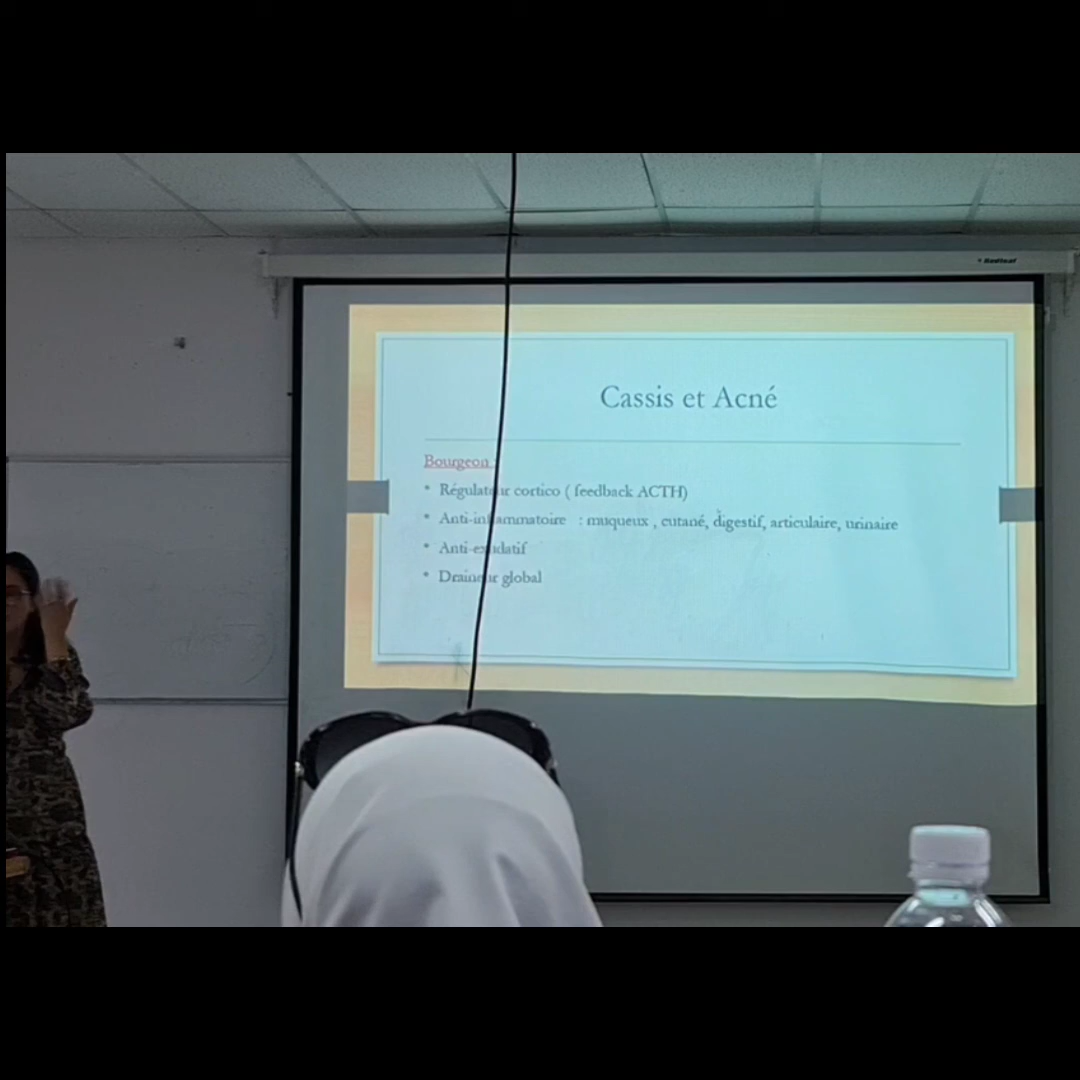 Cassis et Acné
Bourgeon :
* Régulateur cortico ( feedback ACTH)
* Anti-inflammatoire : muqueux , cutané, digestif, articulaire, urinaire
* Anti-exudatif
* Draineur global